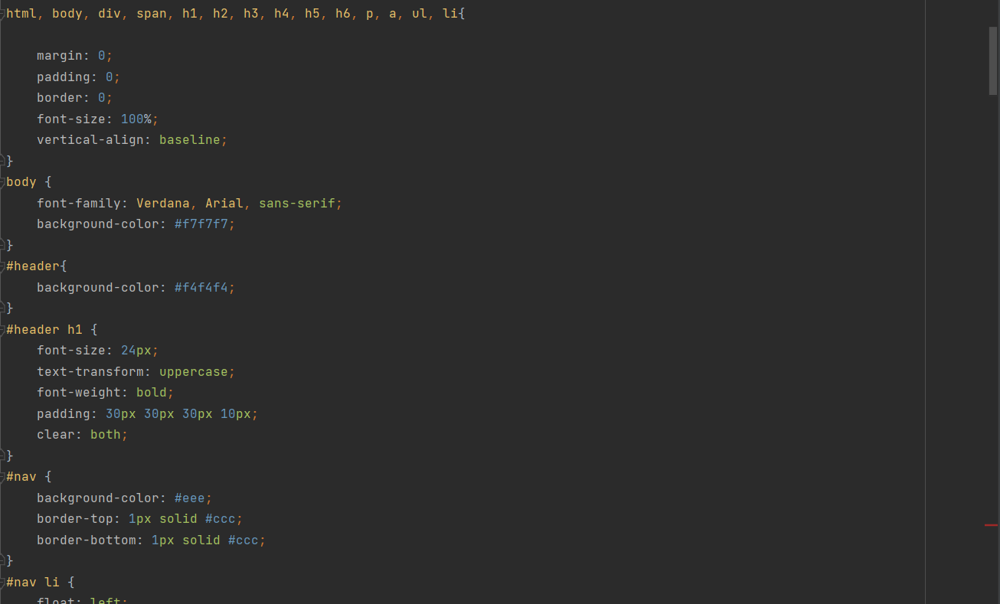 html, body, div, span, h1, h2, h3, h4, h5, h6, p, a, ul, li{
margin: 0;
padding: 0;
border: 0;
font-size: 100%;
vertical-align: baseline;
}
body {
font-family: Verdana, Arial, sans-serif;
background-color: #f7f7f7;
}
#header{
background-color: #f4f4f4;
}
#header h1 {
font-size: 24px;
text-transform: uppercase;
font-weight: bold;
padding: 30px 30px 30px 10px;
clear: both;
}
#nav {
background-color: #eee;
border-top: 1px solid #ccc;
border-bottom: 1px solid #ccc;
}
#nav li {
float: left;